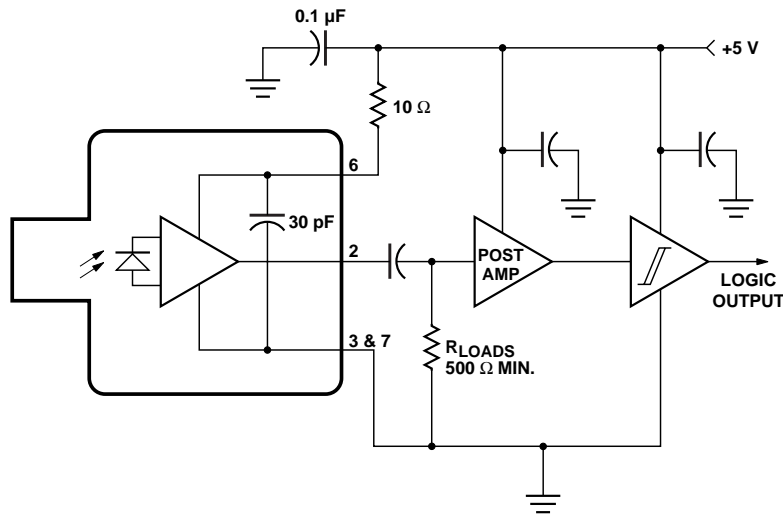 0.1 µF
+5 V
10 Ω
6
30 pF
2
POST
AMP
LOGIC
OUTPUT
3 & 7
RLOADS
500 Ω MIN.